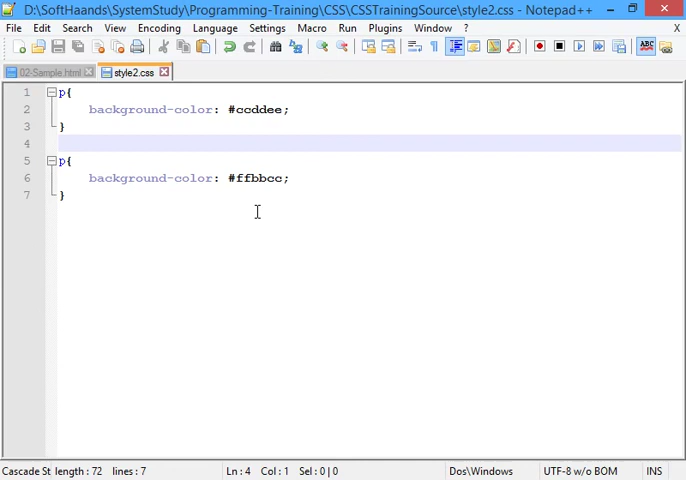 D:\SoftHaands\SystemStudy\Programming-Training\CSS\CSSTrainingSource\style2.css - Notepad++
File Edit Search View Encoding Language Settings Macro Run Plugins Window ? X
02-Sample.html style2.css
1 p{
2 background-color: #ccddee;
3 }
4
5 p{
6 background-color: #ffbbcc;
7 }
Cascade St length : 72 lines : 7 Ln : 4 Col : 1 Sel : 0 | 0 Dos\Windows UTF-8 w/o BOM INS